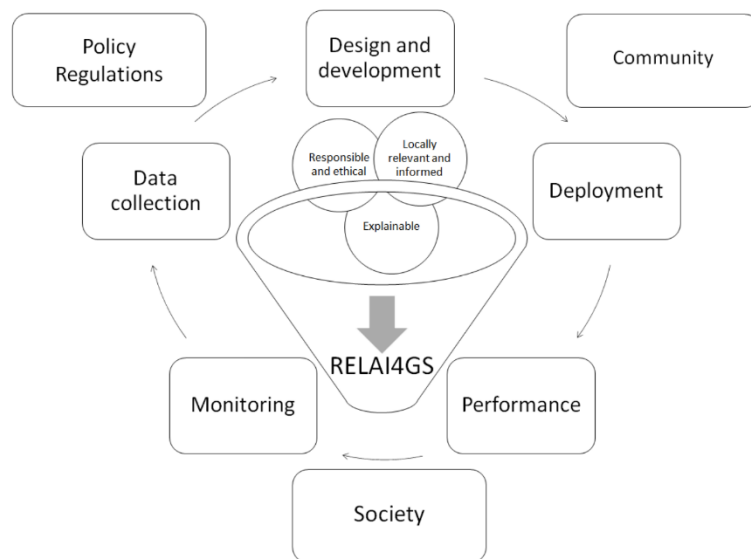 Policy
Regulations
Design and
development
Community
Data
collection
Responsible
and ethical
Locally
relevant and
informed
Deployment
Explainable
RELAI4GS
Monitoring
Performance
Society